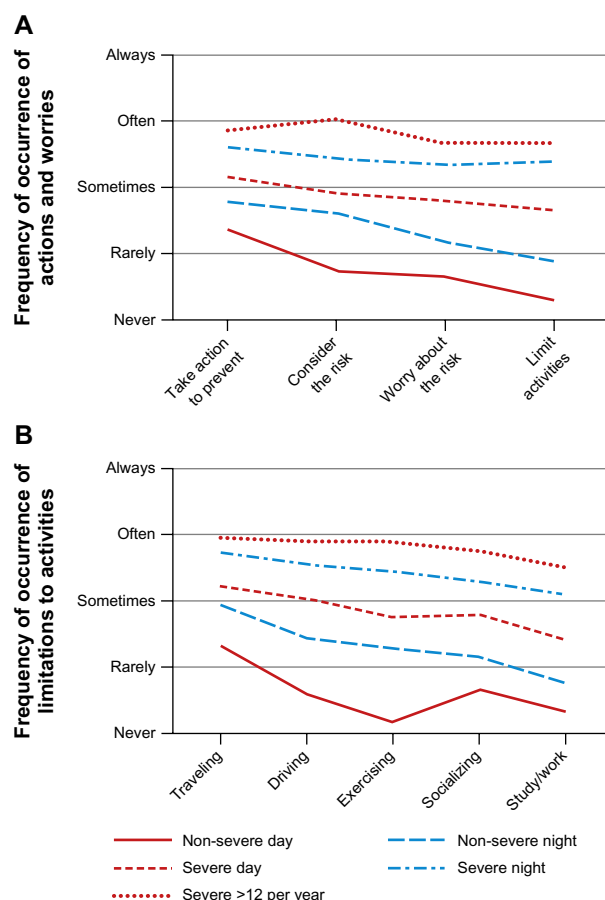 A
Frequency of occurrence of
actions and worries
Always
Often
Sometimes
Rarely
Never
Take action
to prevent
Consider
the risk
Worry about
the risk
Limit
activities
B
Frequency of occurrence of
limitations to activities
Always
Often
Sometimes
Rarely
Never
Traveling
Driving
Exercising
Socializing
Study/work
Non-severe day
Non-severe night
Severe day
Severe night
Severe >12 per year